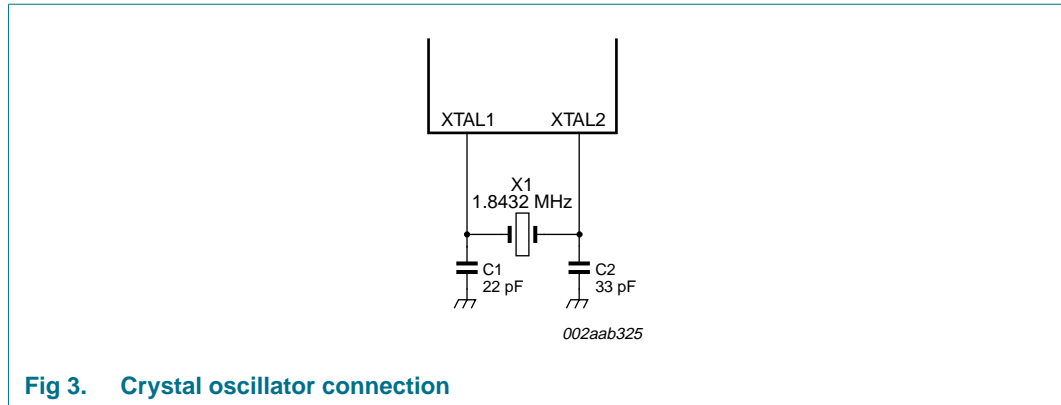 XTAL1 XTAL2
X1
1.8432 MHz
C1 C2
22 pF 33 pF
002aab325
Fig 3. Crystal oscillator connection